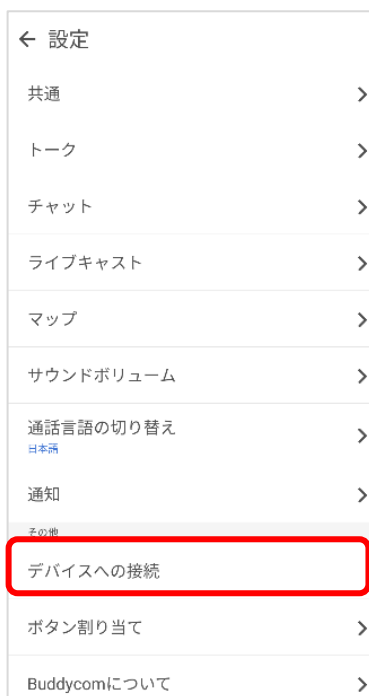 ← 設定
共通
トーク
チャット
ライブキャスト
マップ
サウンドボリューム
通話言語の切り替え
日本語
通知
その他
デバイスへの接続
ボタン割り当て
Buddycomについて